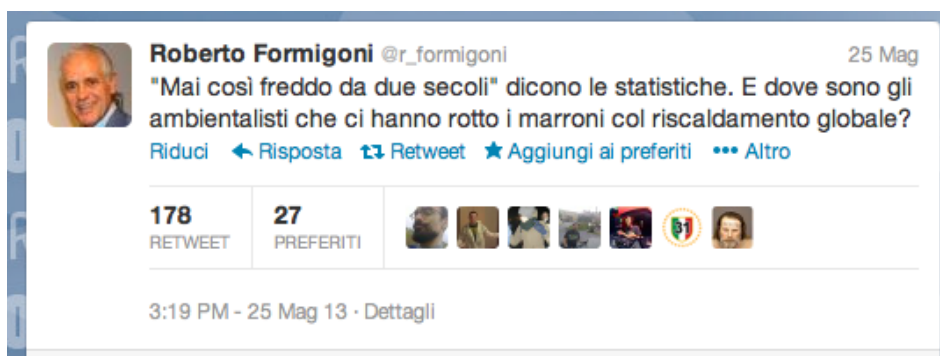 Roberto Formigoni @r_formigoni 25 Mag
"Mai così freddo da due secoli" dicono le statistiche. E dove sono gli
ambientalisti che ci hanno rotto i marroni col riscaldamento globale?
Riduci Risposta Retweet Aggiungi ai preferiti ••• Altro
178 27
RETWEET PREFERITI
31
3:19 PM - 25 Mag 13 · Dettagli